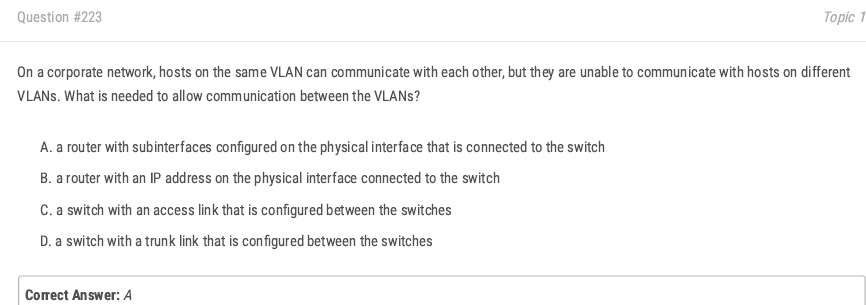 Question #223
Topic 1
On a corporate network, hosts on the same VLAN can communicate with each other, but they are unable to communicate with hosts on different
VLANs. What is needed to allow communication between the VLANs?
A. a router with subinterfaces configured on the physical interface that is connected to the switch
B. a router with an IP address on the physical interface connected to the switch
C. a switch with an access link that is configured between the switches
D. a switch with a trunk link that is configured between the switches
Correct Answer: A